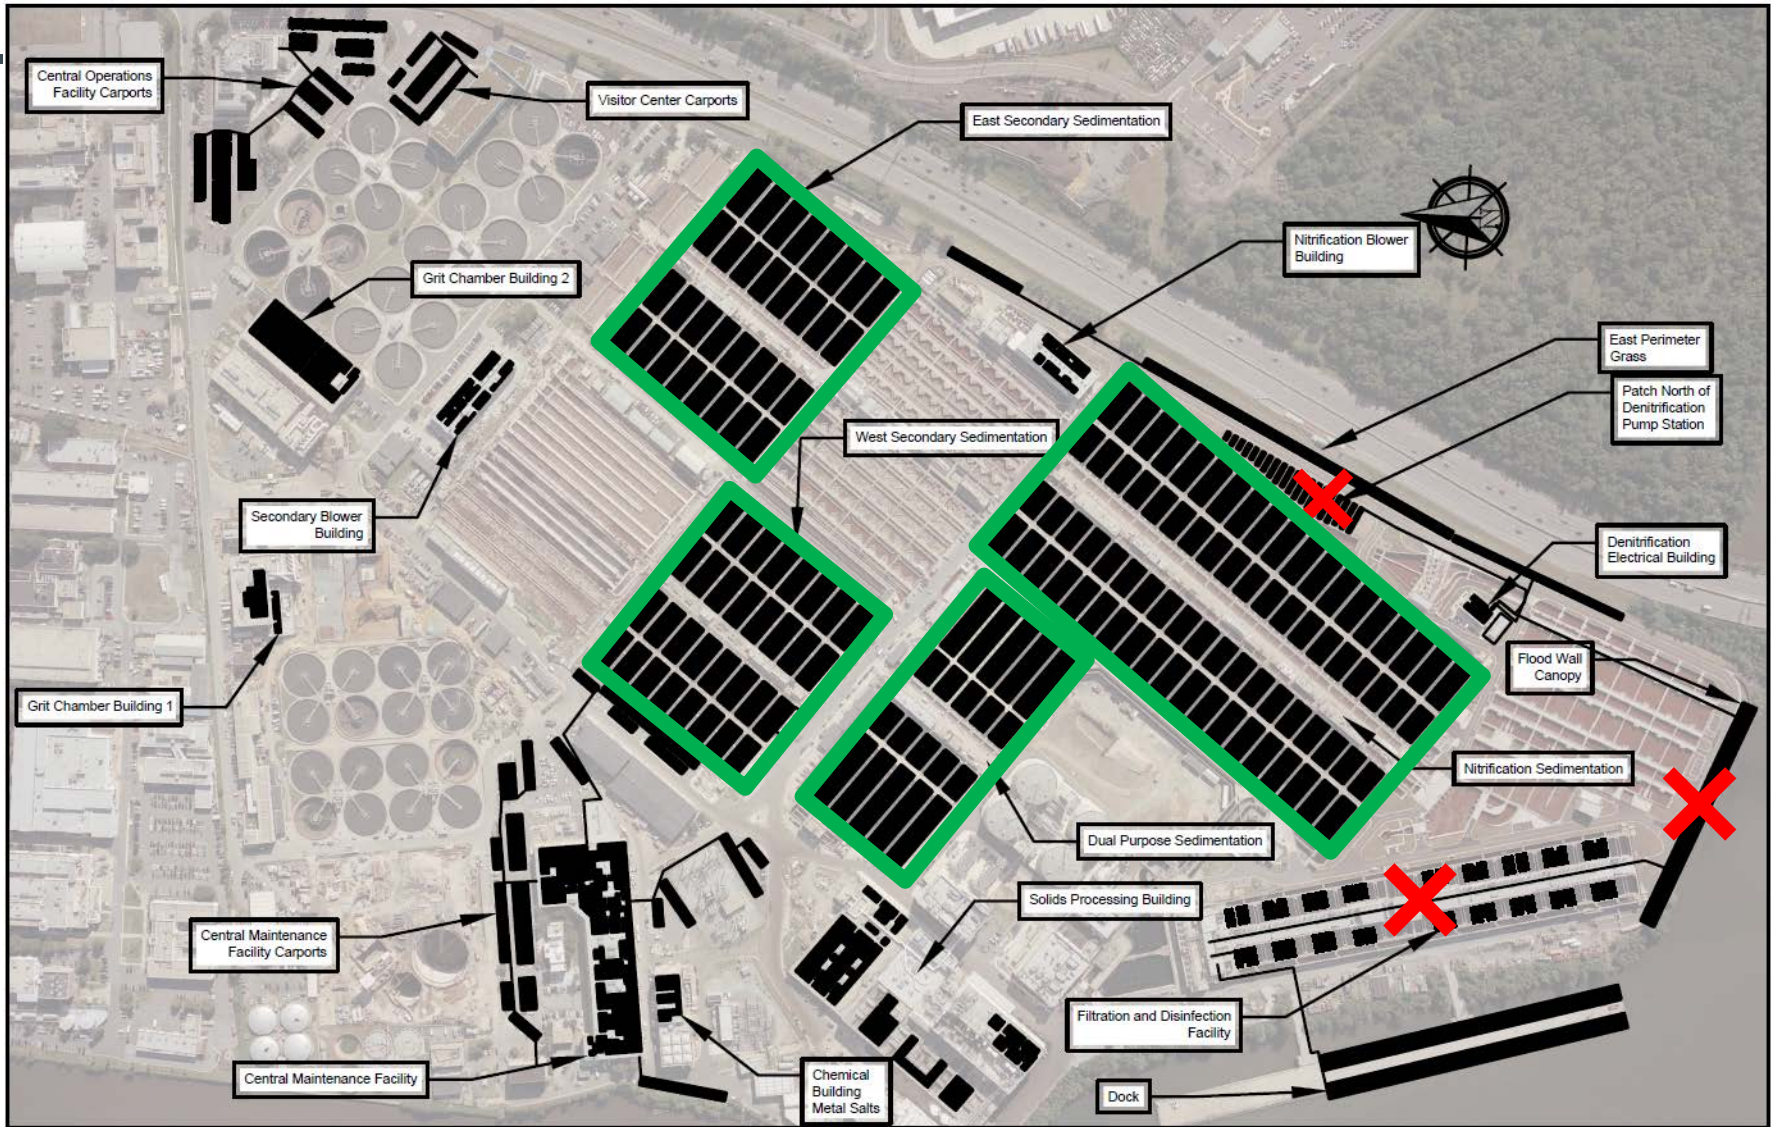 Central Operations
Facility Carports
Visitor Center Carports
East Secondary Sedimentation
Nitrification Blower
Building
N
Grit Chamber Building 2
East Perimeter
Grass
Patch North of
Denitrification
Pump Station
West Secondary Sedimentation
Secondary Blower
Building
Denitrification
Electrical Building
Flood Wall
Canopy
Grit Chamber Building 1
Nitrification Sedimentation
Dual Purpose Sedimentation
Solids Processing Building
Central Maintenance
Facility Carports
Filtration and Disinfection
Facility
Central Maintenance Facility
Chemical
Building
Metal Salts
Dock